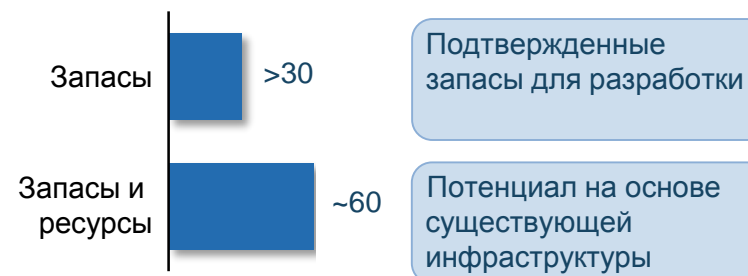 Запасы
>30
Подтвержденные
запасы для разработки
Запасы и
ресурсы
~60
Потенциал на основе
существующей
инфраструктуры